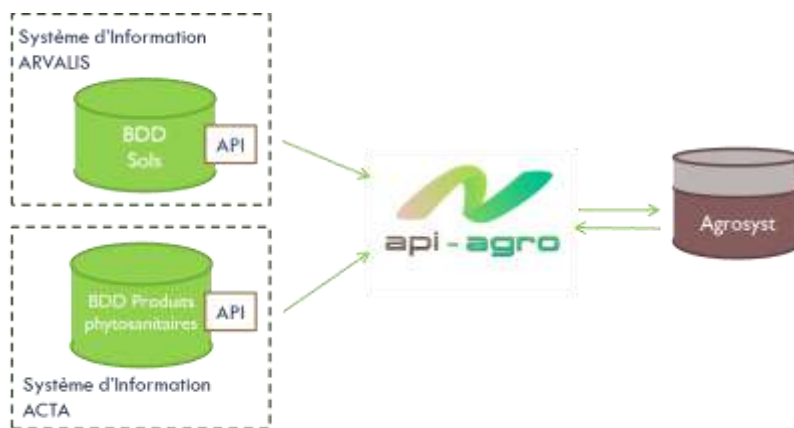 Système d'Information
ARVALIS
BDD
Sols
API
BDD Produits
phytosanitaires
API
Système d'Information
ACTA
api - agro
Agrosyst